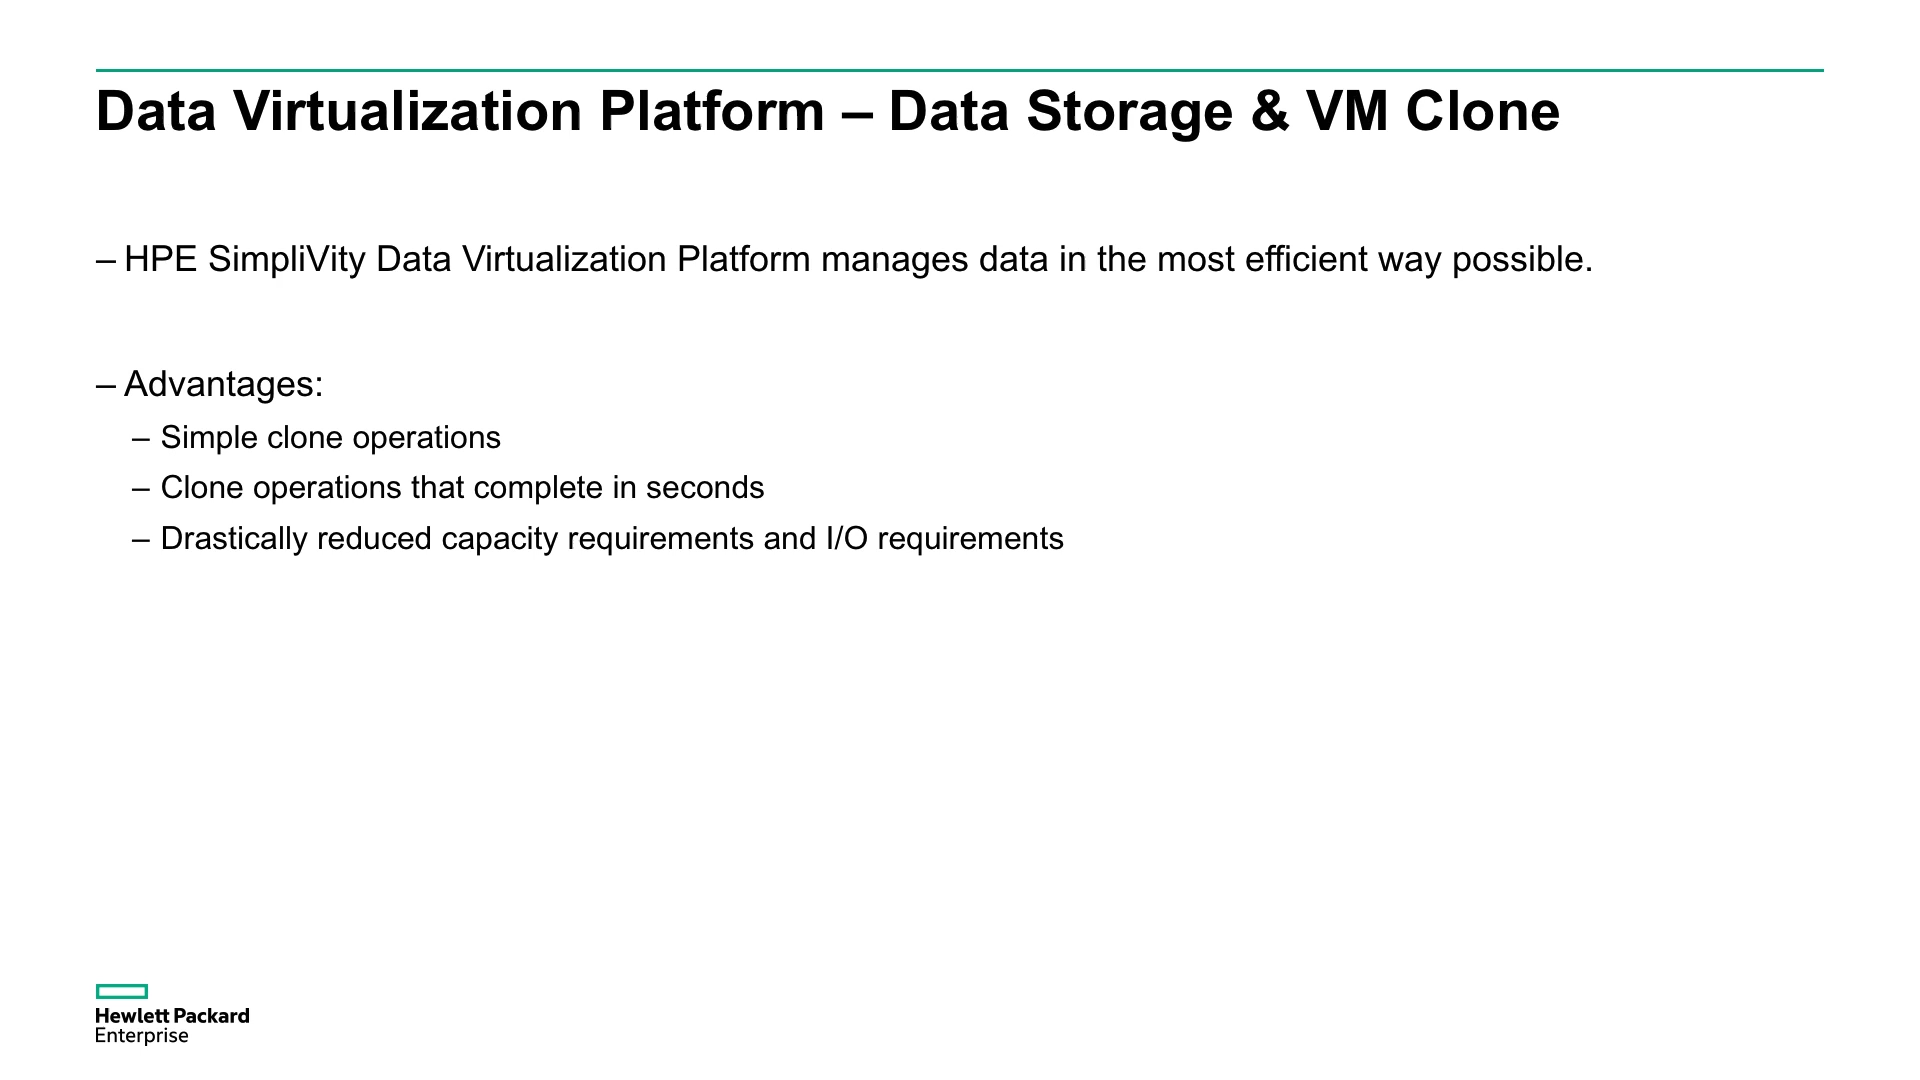 Data Virtualization Platform – Data Storage & VM Clone
– HPE SimpliVity Data Virtualization Platform manages data in the most efficient way possible.
– Advantages:
– Simple clone operations
– Clone operations that complete in seconds
– Drastically reduced capacity requirements and I/O requirements
Hewlett Packard
Enterprise